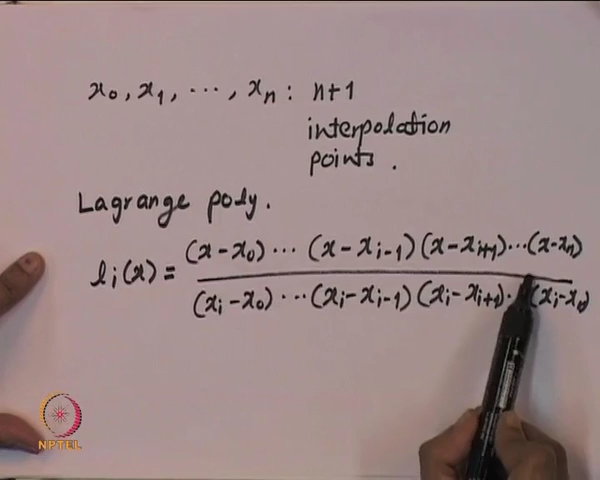 x₀, x₁, ..., xₙ : n+1
interpolation
points .
Lagrange poly.
(x - x₀) ... (x - xᵢ₋₁) (x - xᵢ₊₁) ... (x - xₙ)
lᵢ(x) =
(xᵢ - x₀) ... (xᵢ - xᵢ₋₁) (xᵢ - xᵢ₊₁) . (xᵢ - xₙ)
NPTEL